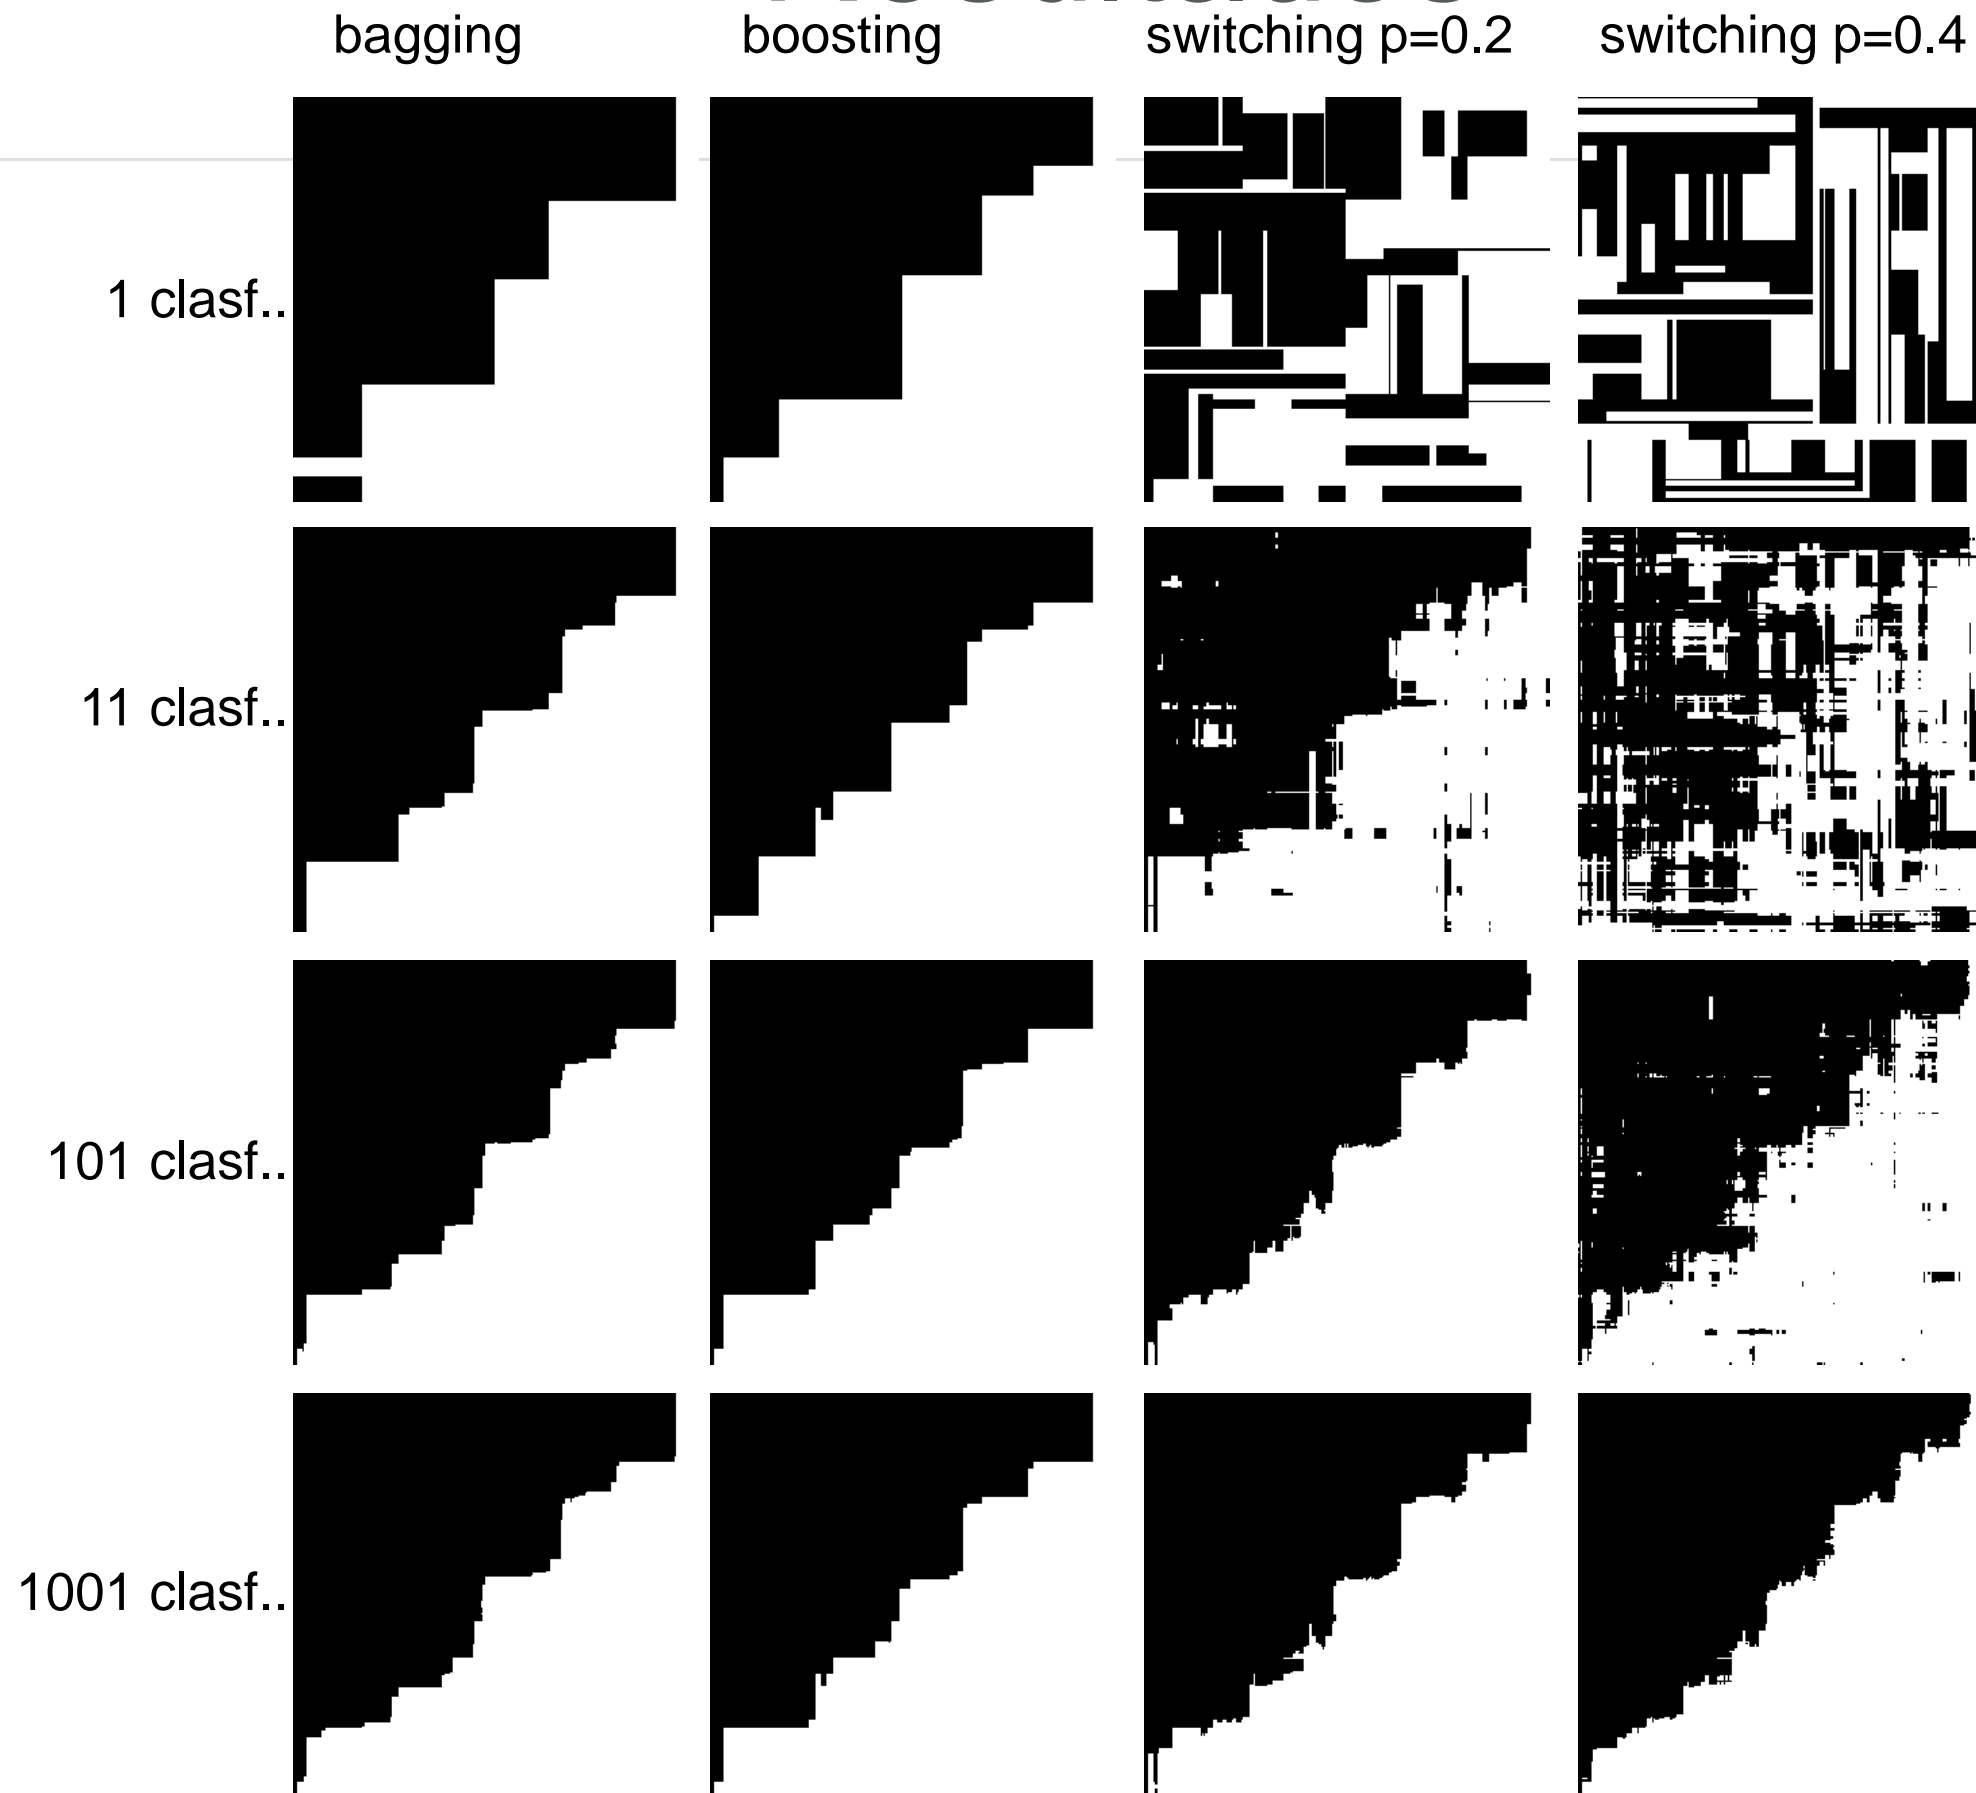 bagging boosting switching p=0.2 switching p=0.4
1 clasf..
11 clasf..
101 clasf..
1001 clasf..